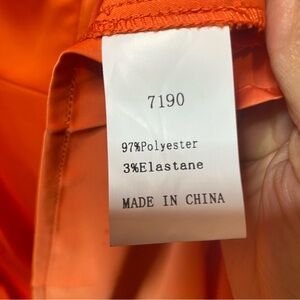 7190
97%Polyester
3%Elastane
MADE IN CHINA